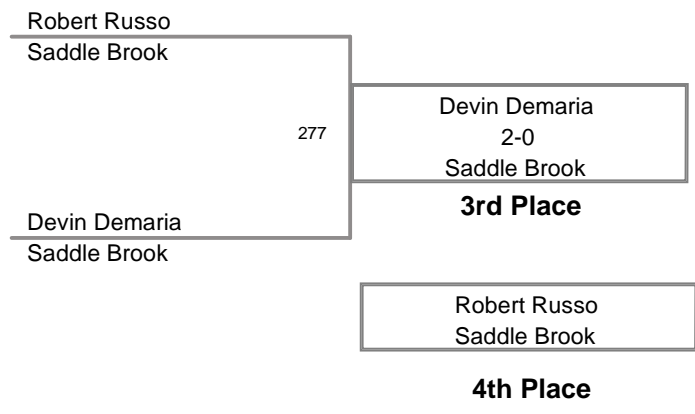 Robert Russo
Saddle Brook
277
Devin Demaria
2-0
Saddle Brook
3rd Place
Devin Demaria
Saddle Brook
Robert Russo
Saddle Brook
4th Place